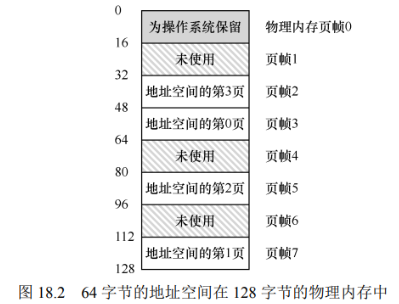 0
为操作系统保留 物理内存页帧0
16
未使用 页帧1
32
地址空间的第3页 页帧2
48
地址空间的第0页 页帧3
64
未使用 页帧4
80
地址空间的第2页 页帧5
96
未使用 页帧6
112
地址空间的第1页 页帧7
128
图 18.2 64 字节的地址空间在 128 字节的物理内存中